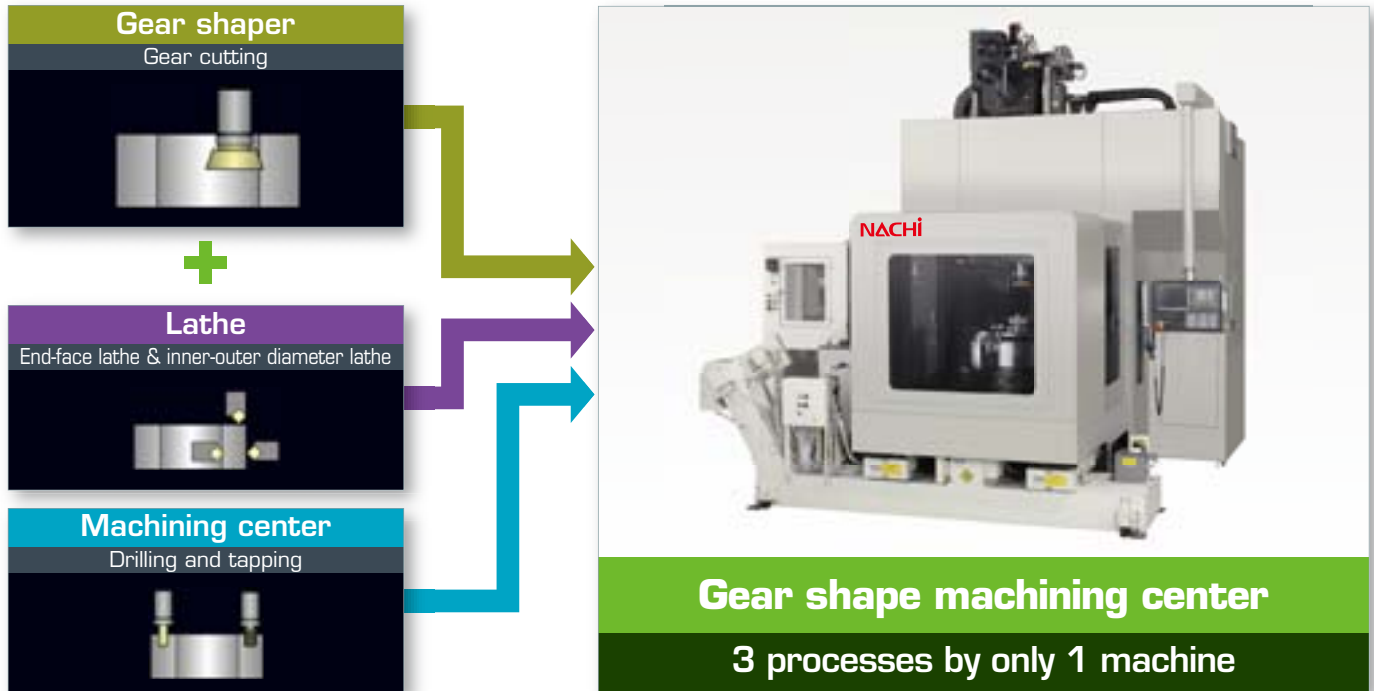 Gear shaper
Gear cutting
Lathe
End-face lathe & inner-outer diameter lathe
Machining center
Drilling and tapping
NACHi
Gear shape machining center
3 processes by only 1 machine